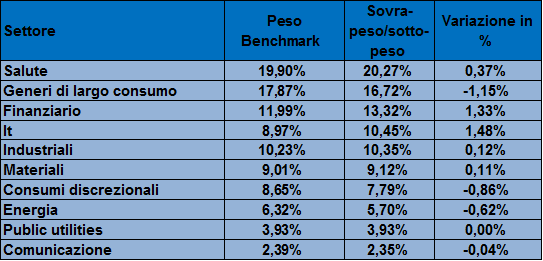 Settore Peso Benchmark Sovra-peso/sotto-peso Variazione in %
Salute 19,90% 20,27% 0,37%
Generi di largo consumo 17,87% 16,72% -1,15%
Finanziario 11,99% 13,32% 1,33%
It 8,97% 10,45% 1,48%
Industriali 10,23% 10,35% 0,12%
Materiali 9,01% 9,12% 0,11%
Consumi discrezionali 8,65% 7,79% -0,86%
Energia 6,32% 5,70% -0,62%
Public utilities 3,93% 3,93% 0,00%
Comunicazione 2,39% 2,35% -0,04%